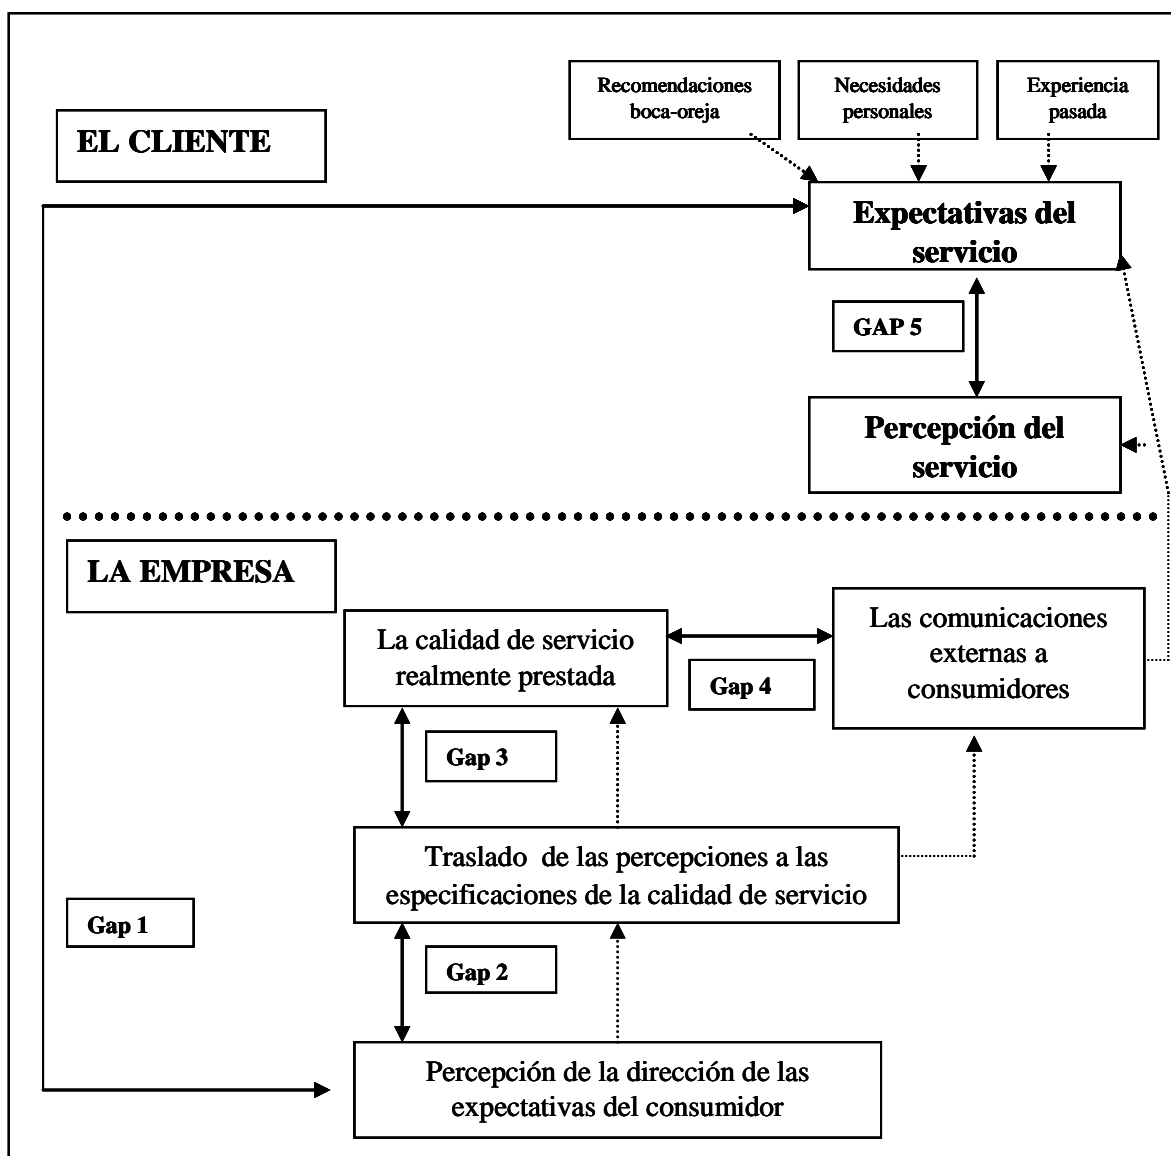 Recomendaciones
boca-oreja
Necesidades
personales
Experiencia
pasada
EL CLIENTE
Expectativas del
servicio
GAP 5
Percepción del
servicio
LA EMPRESA
La calidad de servicio
realmente prestada
Gap 4
Las comunicaciones
externas a
consumidores
Gap 3
Traslado de las percepciones a las
especificaciones de la calidad de servicio
Gap 1
Gap 2
Percepción de la dirección de las
expectativas del consumidor